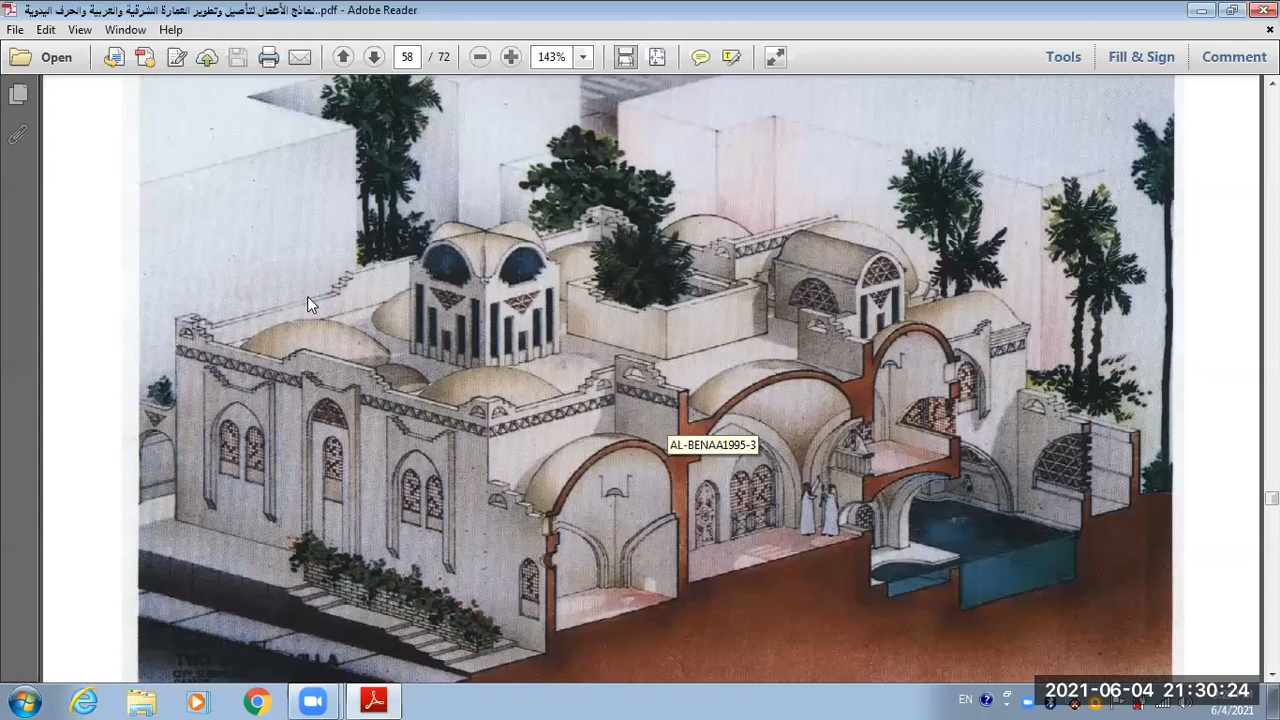 نماذج الأعمال لتأصيل وتطوير العمارة الشرقية والعربية والحرف اليدوية..pdf - Adobe Reader
File Edit View Window Help
Open 58 / 72 143% Tools Fill & Sign Comment
AL-BENAA1995-3
VILLA
EN
2021-06-04 21:30:24
6/4/2021